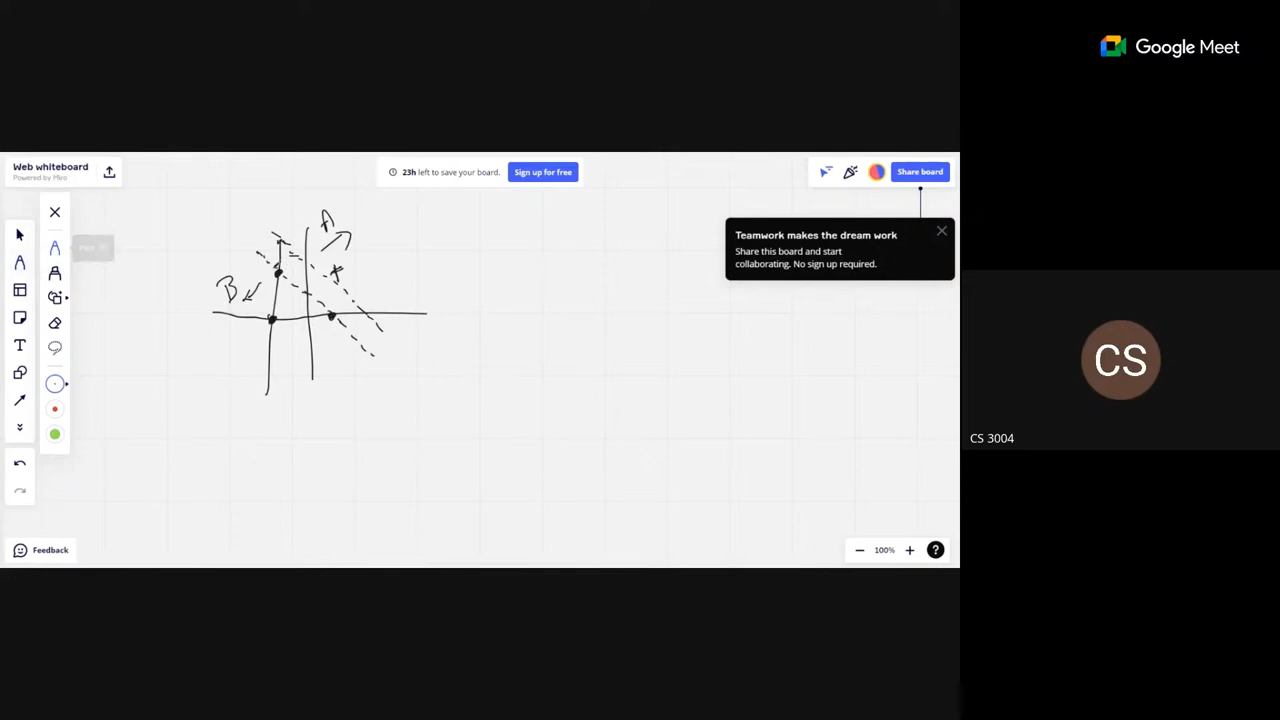 Google Meet
Web whiteboard
Powered by Miro
23h left to save your board.
Sign up for free
Share board
Teamwork makes the dream work
Share this board and start
collaborating. No sign up required.
A
B
T
CS
CS 3004
Feedback
100%
?